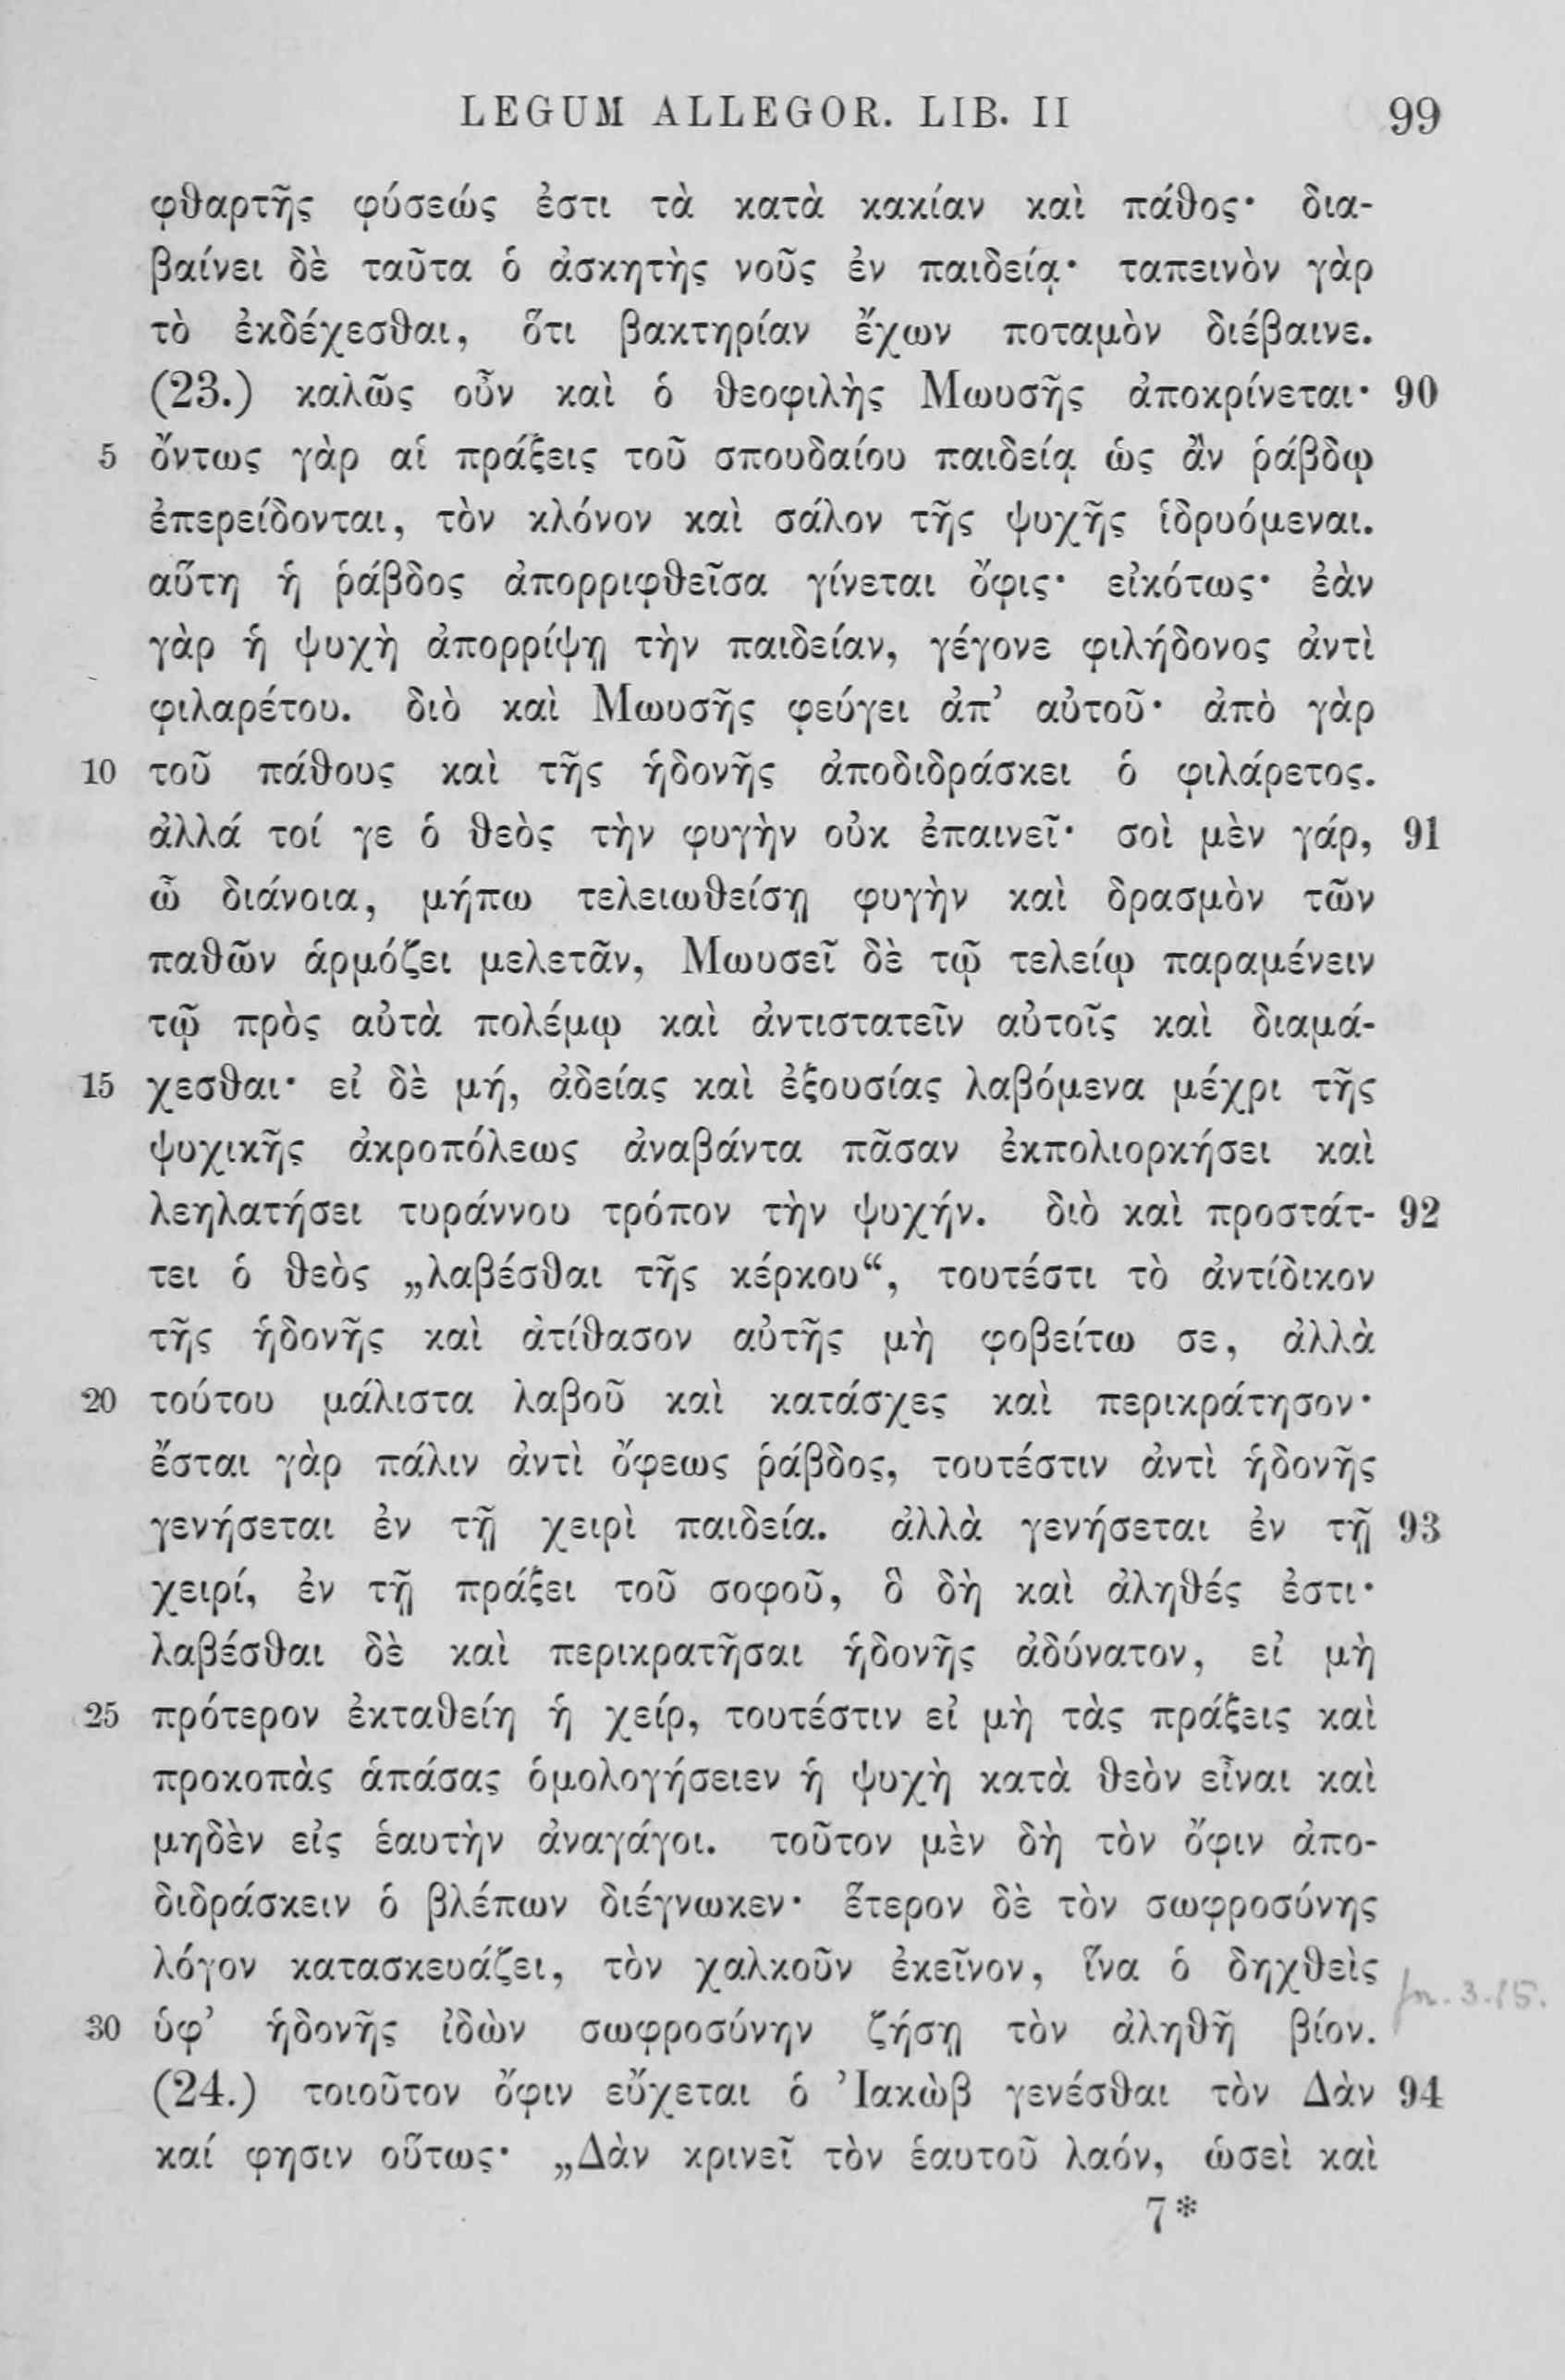 LEGUM ALLEGOR. LIB. II 99
φθαρτῆς φύσεώς ἐστι τὰ κατὰ κακίαν καὶ πάθος· δια-
βαίνει δὲ ταῦτα ὁ ἀσκητὴς νοῦς ἐν παιδείᾳ· ταπεινὸν γὰρ
τὸ ἐκδέχεσθαι, ὅτι βακτηρίαν ἔχων ποταμὸν διέβαινε.
(23.) καλῶς οὖν καὶ ὁ θεοφιλὴς Μωυσῆς ἀποκρίνεται· 90
5 ὄντως γὰρ αἱ πράξεις τοῦ σπουδαίου παιδείᾳ ὡς ἂν ῥάβδῳ
ἐπερείδονται, τὸν κλόνον καὶ σάλον τῆς ψυχῆς ἱδρυόμεναι.
αὕτη ἡ ῥάβδος ἀπορριφθεῖσα γίνεται ὄφις· εἰκότως· ἐὰν
γὰρ ἡ ψυχὴ ἀπορρίψῃ τὴν παιδείαν, γέγονε φιλήδονος ἀντὶ
φιλαρέτου. διὸ καὶ Μωυσῆς φεύγει ἀπ’ αὐτοῦ· ἀπὸ γὰρ
10 τοῦ πάθους καὶ τῆς ἡδονῆς ἀποδιδράσκει ὁ φιλάρετος.
ἀλλά τοί γε ὁ θεὸς τὴν φυγὴν οὐκ ἐπαινεῖ· σοὶ μὲν γάρ, 91
ὦ διάνοια, μήπω τελειωθείσῃ φυγὴν καὶ δρασμὸν τῶν
παθῶν ἁρμόζει μελετᾶν, Μωυσεῖ δὲ τῷ τελείῳ παραμένειν
τῷ πρὸς αὐτὰ πολέμῳ καὶ ἀντιστατεῖν αὐτοῖς καὶ διαμά-
15 χεσθαι· εἰ δὲ μή, ἀδείας καὶ ἐξουσίας λαβόμενα μέχρι τῆς
ψυχικῆς ἀκροπόλεως ἀναβάντα πᾶσαν ἐκπολιορκήσει καὶ
λεηλατήσει τυράννου τρόπον τὴν ψυχήν. διὸ καὶ προστάτ- 92
τει ὁ θεὸς „λαβέσθαι τῆς κέρκου“, τουτέστι τὸ ἀντίδικον
τῆς ἡδονῆς καὶ ἀτίθασον αὐτῆς μὴ φοβείτω σε, ἀλλὰ
20 τούτου μάλιστα λαβοῦ καὶ κατάσχες καὶ περικράτησον·
ἔσται γὰρ πάλιν ἀντὶ ὄφεως ῥάβδος, τουτέστιν ἀντὶ ἡδονῆς
γενήσεται ἐν τῇ χειρὶ παιδεία. ἀλλὰ γενήσεται ἐν τῇ 93
χειρί, ἐν τῇ πράξει τοῦ σοφοῦ, ὃ δὴ καὶ ἀληθές ἐστι·
λαβέσθαι δὲ καὶ περικρατῆσαι ἡδονῆς ἀδύνατον, εἰ μὴ
25 πρότερον ἐκταθείη ἡ χείρ, τουτέστιν εἰ μὴ τὰς πράξεις καὶ
προκοπὰς ἁπάσας ὁμολογήσειεν ἡ ψυχὴ κατὰ θεὸν εἶναι καὶ
μηδὲν εἰς ἑαυτὴν ἀναγάγοι. τοῦτον μὲν δὴ τὸν ὄφιν ἀπο-
διδράσκειν ὁ βλέπων διέγνωκεν· ἕτερον δὲ τὸν σωφροσύνης
λόγον κατασκευάζει, τὸν χαλκοῦν ἐκεῖνον, ἵνα ὁ δηχθεὶς
jn. 3.15.
30 ὑφ’ ἡδονῆς ἰδὼν σωφροσύνην ζήσῃ τὸν ἀληθῆ βίον.
(24.) τοιοῦτον ὄφιν εὔχεται ὁ Ἰακὼβ γενέσθαι τὸν Δὰν 94
καί φησιν οὕτως· „Δὰν κρινεῖ τὸν ἑαυτοῦ λαόν, ὡσεὶ καὶ
7*